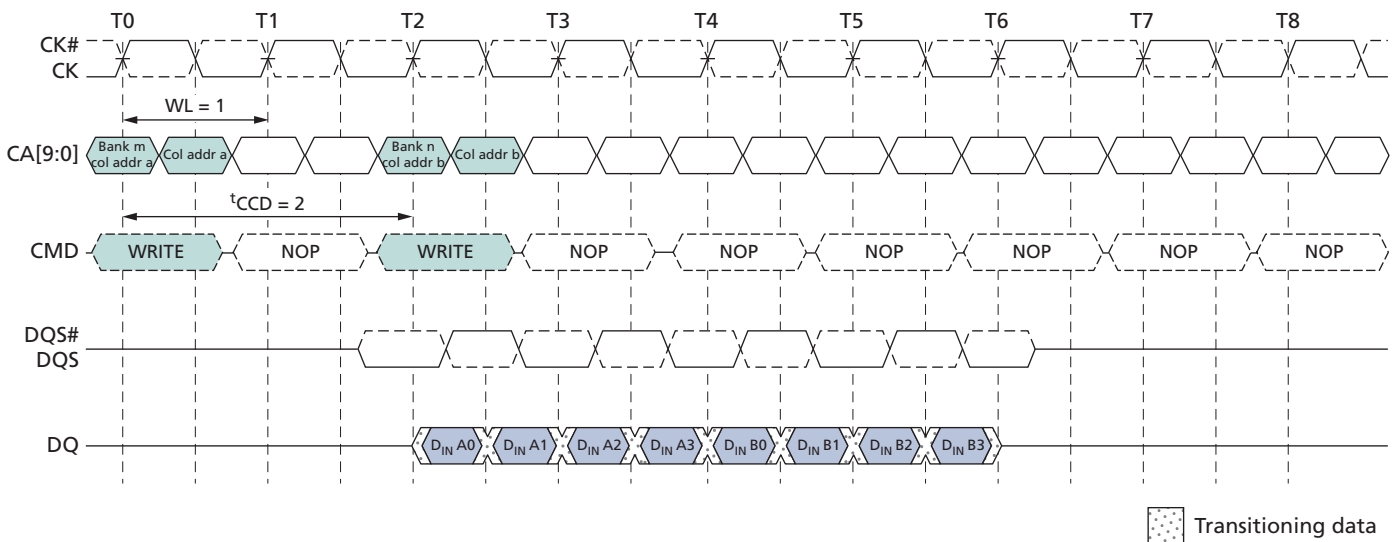 T0 T1 T2 T3 T4 T5 T6 T7 T8
CK#
CK
WL = 1
CA[9:0]
Bank m
col addr a
Col addr a
Bank n
col addr b
Col addr b
tCCD = 2
CMD WRITE NOP WRITE NOP NOP NOP NOP NOP NOP
DQS#
DQS
DQ DIN A0 DIN A1 DIN A2 DIN A3 DIN B0 DIN B1 DIN B2 DIN B3
Transitioning data